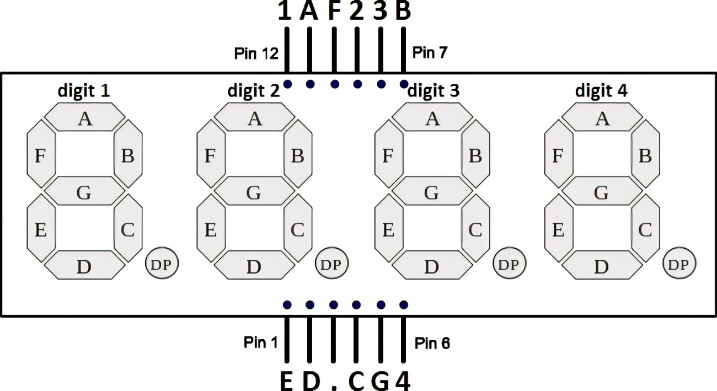 1 A F 2 3 B
Pin 12 Pin 7
digit 1 digit 2 digit 3 digit 4
A A A A
F B F B F B F B
G G G G
E C E C E C E C
D DP D DP D DP D DP
Pin 1 Pin 6
E D . C G 4